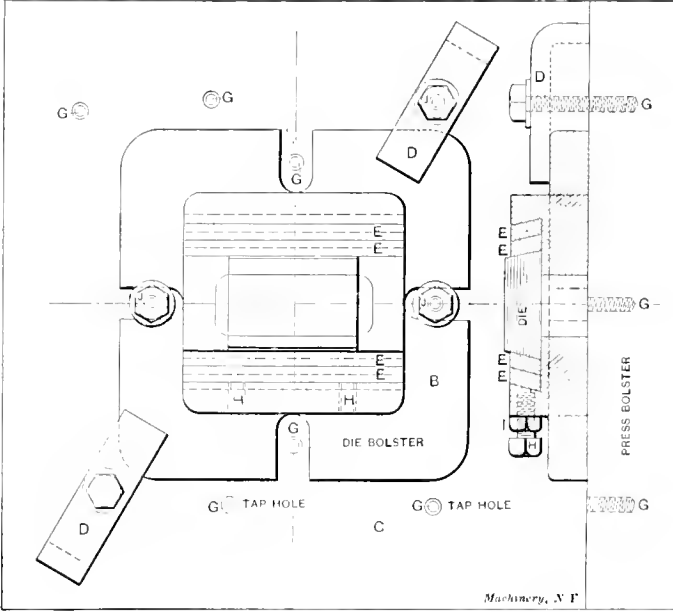 J
D
D
G
G
G
G
E
E
E
E
J
J
DIE
G
E
E
E
E
B
H
H
I
H
G
DIE BOLSTER
PRESS BOLSTER
G TAP HOLE
G TAP HOLE
G
D
C
Machinery, N.Y.